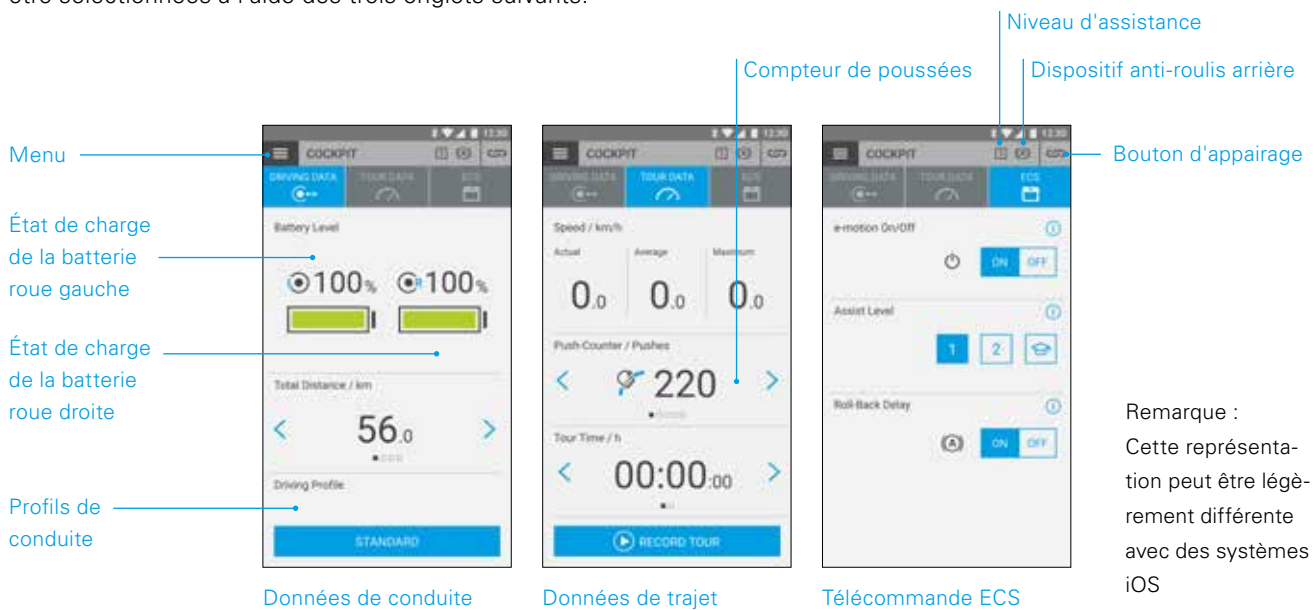 être sélectionnées à l'aide des trois onglets suivants.
Niveau d'assistance
Compteur de poussées
Dispositif anti-roulis arrière
Menu
Bouton d'appairage
État de charge
de la batterie
roue gauche
État de charge
de la batterie
roue droite
Profils de
conduite
12:30
COCKPIT
DRIVING DATA
TOUR DATA
ECS
Battery Level
100%
R 100%
Total Distance / km
56.0
Driving Profile
STANDARD
Données de conduite
12:30
COCKPIT
DRIVING DATA
TOUR DATA
ECS
Speed / km/h
Actual Average Maximum
0.0 0.0 0.0
Push-Counter / Pushes
220
Tour Time / h
00:00:00
RECORD TOUR
Données de trajet
12:30
COCKPIT
DRIVING DATA
TOUR DATA
ECS
e-motion On/Off
ON OFF
Assist Level
1 2
Roll-Back Delay
(A) ON OFF
Télécommande ECS
Remarque :
Cette représenta-
tion peut être légè-
rement différente
avec des systèmes
iOS